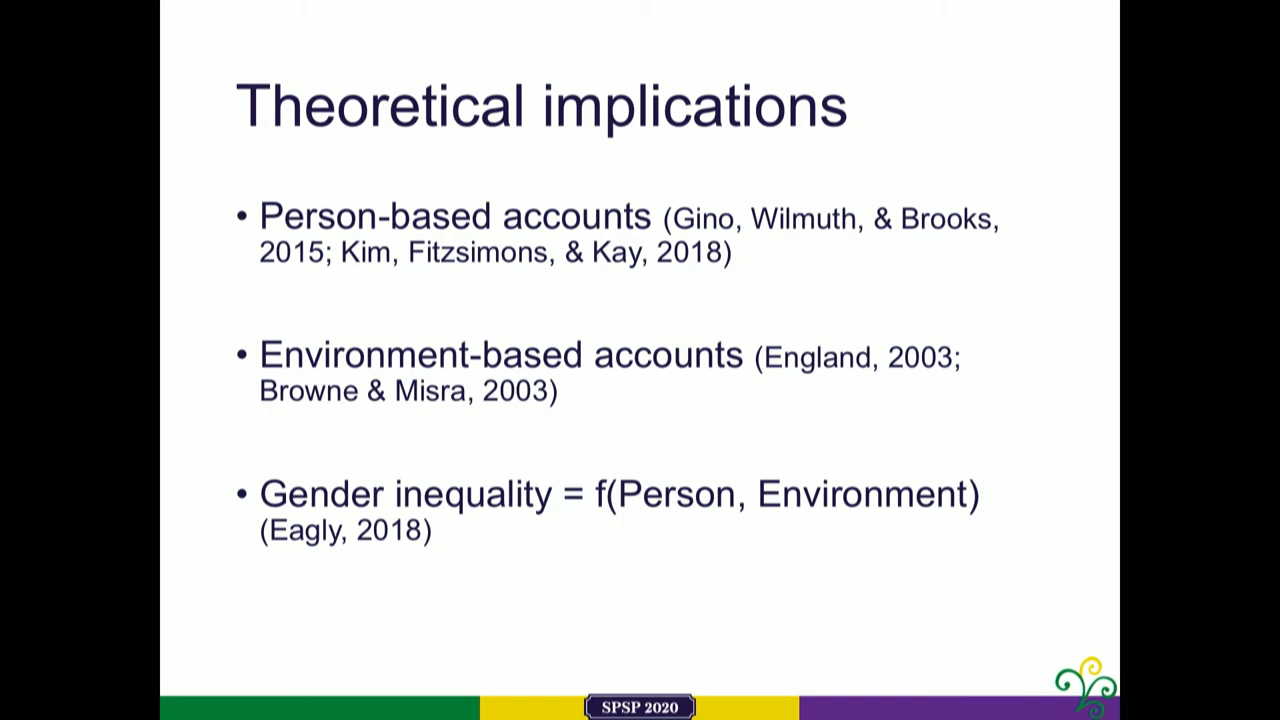 Theoretical implications
• Person-based accounts (Gino, Wilmuth, & Brooks,
2015; Kim, Fitzsimons, & Kay, 2018)
• Environment-based accounts (England, 2003;
Browne & Misra, 2003)
• Gender inequality = f(Person, Environment)
(Eagly, 2018)
SPSP 2020